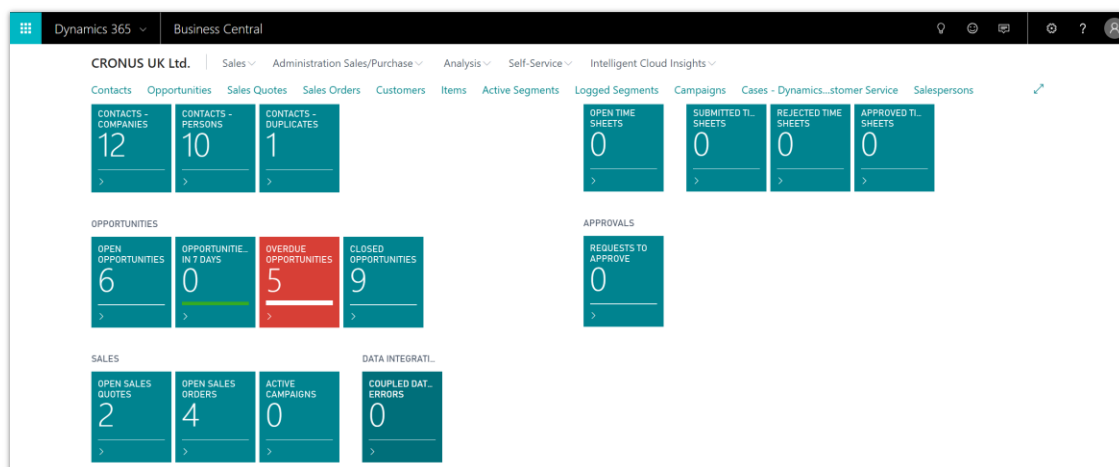 Dynamics 365 Business Central ?
CRONUS UK Ltd. Sales Administration Sales/Purchase Analysis Self-Service Intelligent Cloud Insights
Contacts Opportunities Sales Quotes Sales Orders Customers Items Active Segments Logged Segments Campaigns Cases - Dynamics...stomer Service Salespersons
CONTACTS - COMPANIES
12
CONTACTS - PERSONS
10
CONTACTS - DUPLICATES
1
OPEN TIME SHEETS
0
SUBMITTED TI... SHEETS
0
REJECTED TIME SHEETS
0
APPROVED TI... SHEETS
0
OPPORTUNITIES
OPEN OPPORTUNITIES
6
OPPORTUNITIE... IN 7 DAYS
0
OVERDUE OPPORTUNITIES
5
CLOSED OPPORTUNITIES
9
APPROVALS
REQUESTS TO APPROVE
0
SALES
OPEN SALES QUOTES
2
OPEN SALES ORDERS
4
ACTIVE CAMPAIGNS
0
DATA INTEGRATI...
COUPLED DAT... ERRORS
0